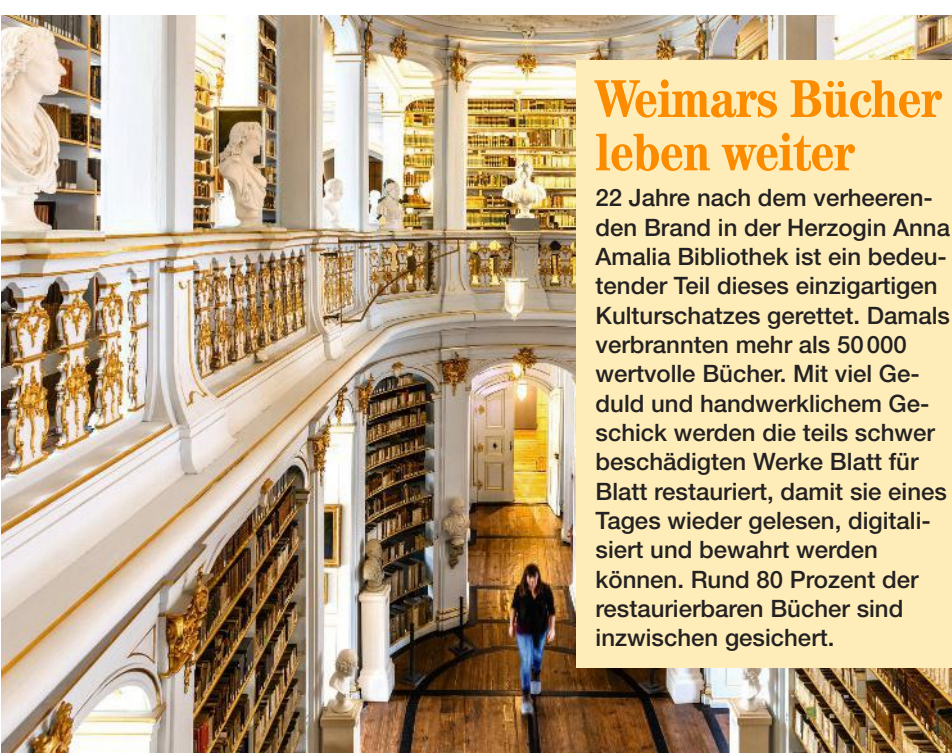 Weimars Bücher
leben weiter
22 Jahre nach dem verheeren-
den Brand in der Herzogin Anna
Amalia Bibliothek ist ein bedeu-
tender Teil dieses einzigartigen
Kulturschatzes gerettet. Damals
verbrannten mehr als 50 000
wertvolle Bücher. Mit viel Ge-
duld und handwerklichem Ge-
schick werden die teils schwer
beschädigten Werke Blatt für
Blatt restauriert, damit sie eines
Tages wieder gelesen, digitali-
siert und bewahrt werden
können. Rund 80 Prozent der
restaurierbaren Bücher sind
inzwischen gesichert.